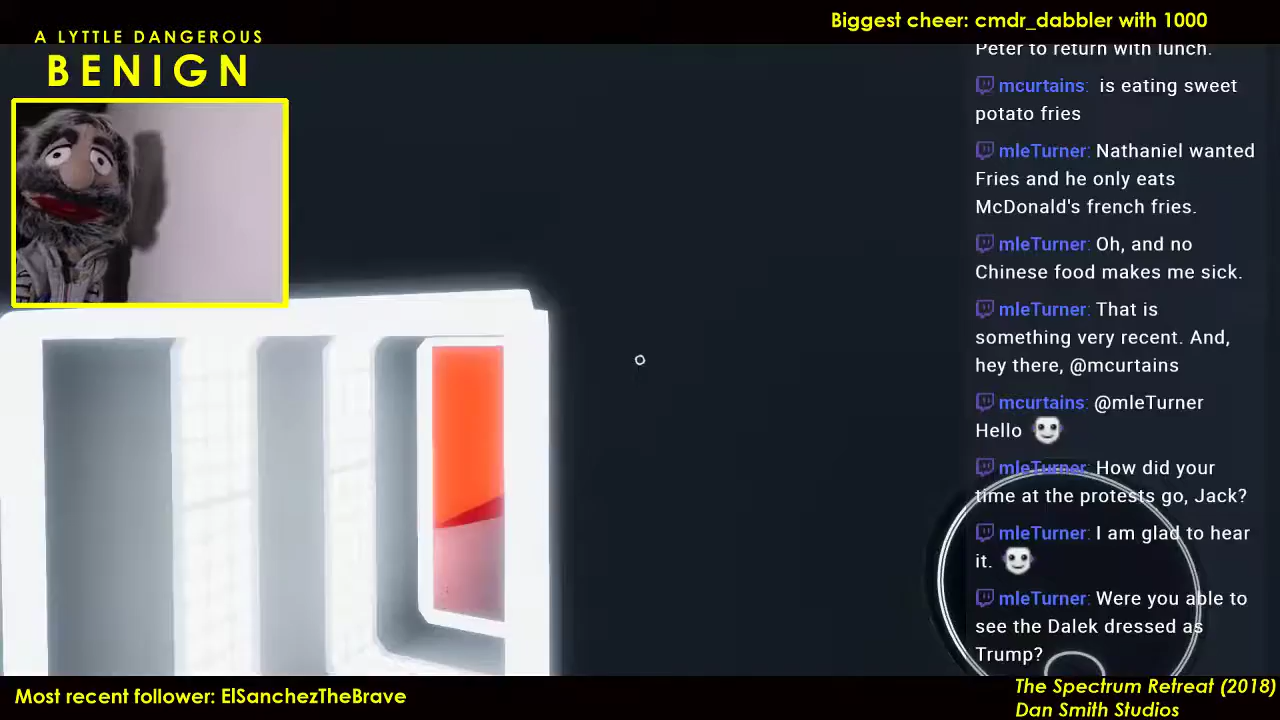 A LYTTLE DANGEROUS
BENIGN
Biggest cheer: cmdr_dabbler with 1000
Peter to return with lunch.
mcurtains: is eating sweet
potato fries
mleTurner: Nathaniel wanted
Fries and he only eats
McDonald's french fries.
mleTurner: Oh, and no
Chinese food makes me sick.
mleTurner: That is
something very recent. And,
hey there, @mcurtains
mcurtains: @mleTurner
Hello
mleTurner: How did your
time at the protests go, Jack?
mleTurner: I am glad to hear
it.
mleTurner: Were you able to
see the Dalek dressed as
Trump?
Most recent follower: ElSanchezTheBrave
The Spectrum Retreat (2018)
Dan Smith Studios